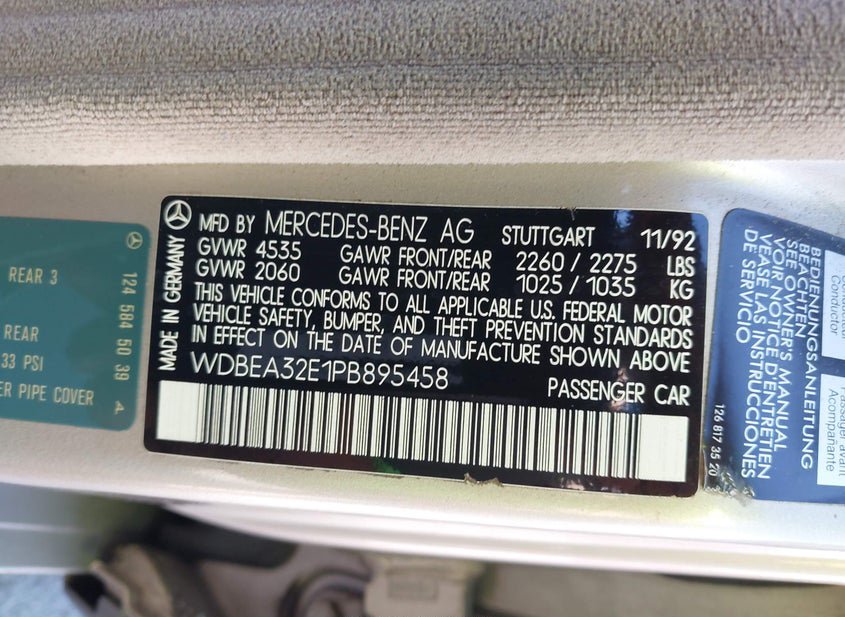 REAR 3
REAR
33 PSI
PIPE COVER
124 584 50 39 A
MADE IN GERMANY
MFD BY MERCEDES-BENZ AG STUTTGART 11/92
GVWR 4535 GAWR FRONT/REAR 2260 / 2275 LBS
GVWR 2060 GAWR FRONT/REAR 1025 / 1035 KG
THIS VEHICLE CONFORMS TO ALL APPLICABLE U.S. FEDERAL MOTOR
VEHICLE SAFETY, BUMPER, AND THEFT PREVENTION STANDARDS
IN EFFECT ON THE DATE OF MANUFACTURE SHOWN ABOVE
WDBEA32E1PB895458 PASSENGER CAR
BEDIENUNGSANLEITUNG
BEACHTEN
SEE OWNER'S MANUAL
VOIR NOTICE D'ENTRETIEN
VEASE LAS INSTRUCCIONES
DE SERVICIO
126 817 35 20
Conductor
Passager avant
Acompañante